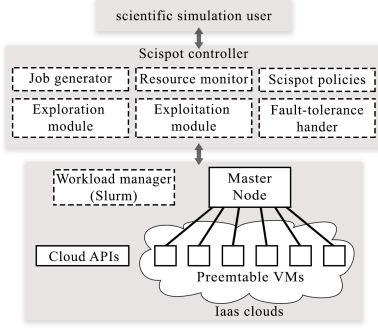 scientific simulation user
Scispot controller
Job generator
Resource monitor
Scispot policies
Exploration
module
Exploitation
module
Fault-tolerance
hander
Workload manager
(Slurm)
Master
Node
Cloud APIs
Preemtable VMs
Iaas clouds